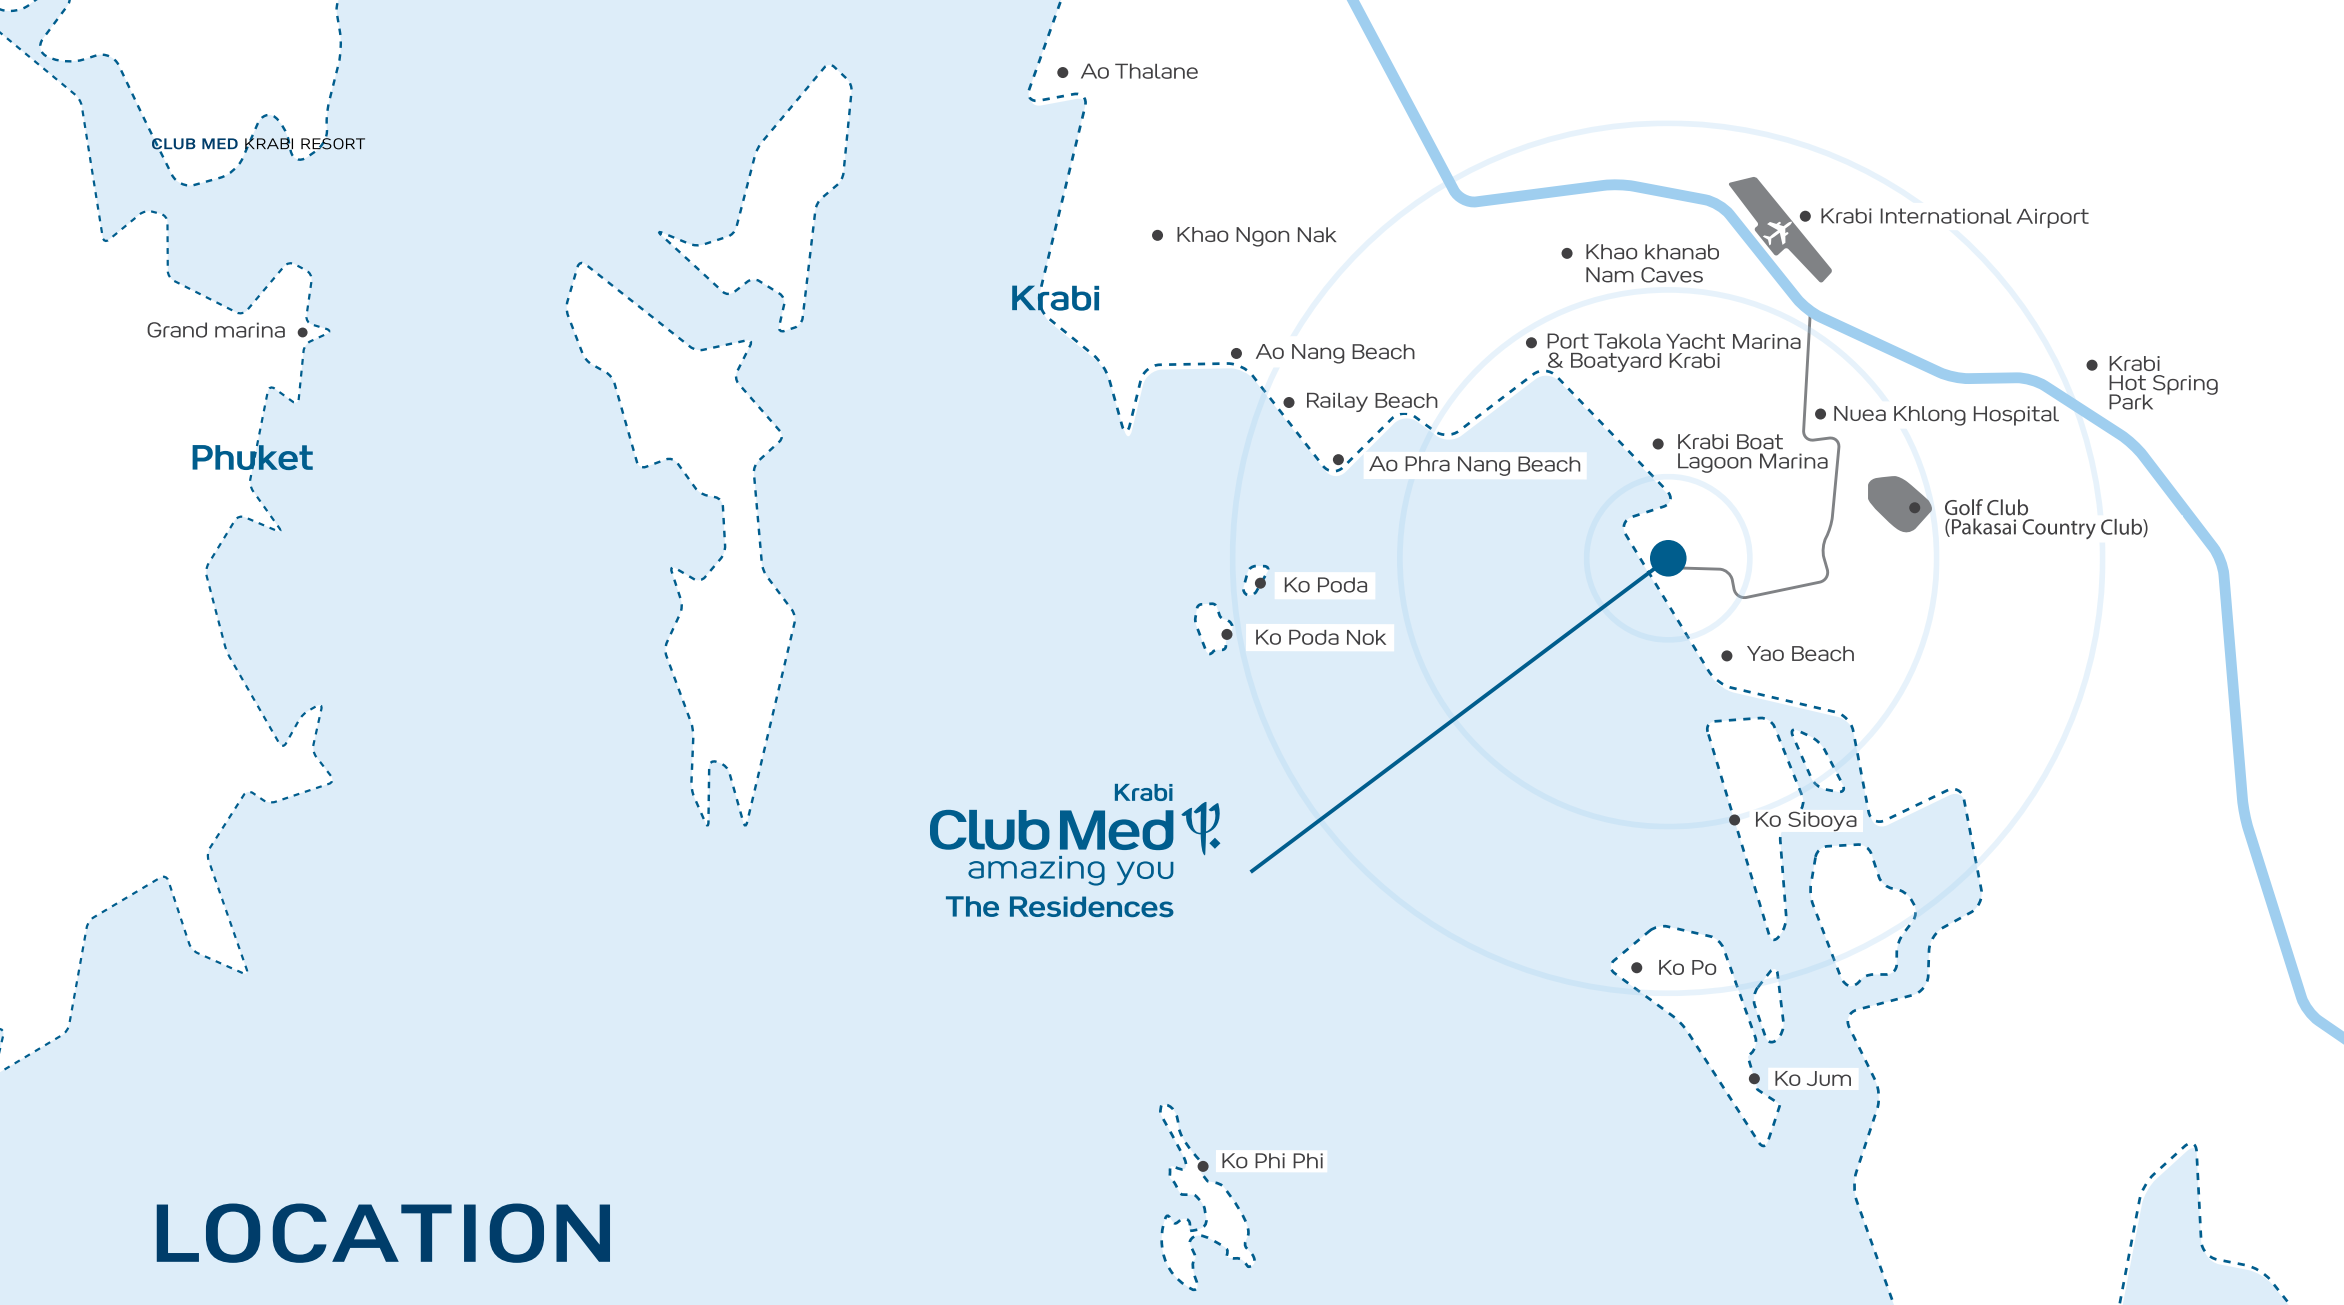 Ao Thalane
CLUB MED KRABI RESORT
Krabi International Airport
Khao Ngon Nak
Khao khanab
Nam Caves
Krabi
Grand marina
Ao Nang Beach
Port Takola Yacht Marina
& Boatyard Krabi
Krabi
Hot Spring
Park
Railay Beach
Nuea Khlong Hospital
Phuket
Ao Phra Nang Beach
Krabi Boat
Lagoon Marina
Golf Club
(Pakasai Country Club)
Ko Poda
Ko Poda Nok
Yao Beach
Krabi
Club Med
amazing you
The Residences
Ko Siboya
Ko Po
Ko Jum
Ko Phi Phi
LOCATION